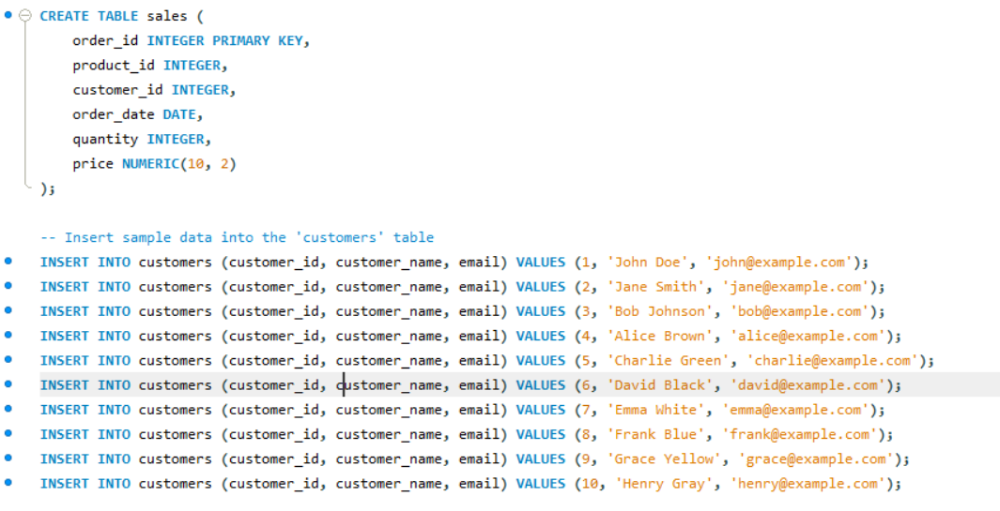 CREATE TABLE sales (
    order_id INTEGER PRIMARY KEY,
    product_id INTEGER,
    customer_id INTEGER,
    order_date DATE,
    quantity INTEGER,
    price NUMERIC(10, 2)
);
-- Insert sample data into the 'customers' table
INSERT INTO customers (customer_id, customer_name, email) VALUES (1, 'John Doe', 'john@example.com');
INSERT INTO customers (customer_id, customer_name, email) VALUES (2, 'Jane Smith', 'jane@example.com');
INSERT INTO customers (customer_id, customer_name, email) VALUES (3, 'Bob Johnson', 'bob@example.com');
INSERT INTO customers (customer_id, customer_name, email) VALUES (4, 'Alice Brown', 'alice@example.com');
INSERT INTO customers (customer_id, customer_name, email) VALUES (5, 'Charlie Green', 'charlie@example.com');
INSERT INTO customers (customer_id, customer_name, email) VALUES (6, 'David Black', 'david@example.com');
INSERT INTO customers (customer_id, customer_name, email) VALUES (7, 'Emma White', 'emma@example.com');
INSERT INTO customers (customer_id, customer_name, email) VALUES (8, 'Frank Blue', 'frank@example.com');
INSERT INTO customers (customer_id, customer_name, email) VALUES (9, 'Grace Yellow', 'grace@example.com');
INSERT INTO customers (customer_id, customer_name, email) VALUES (10, 'Henry Gray', 'henry@example.com');